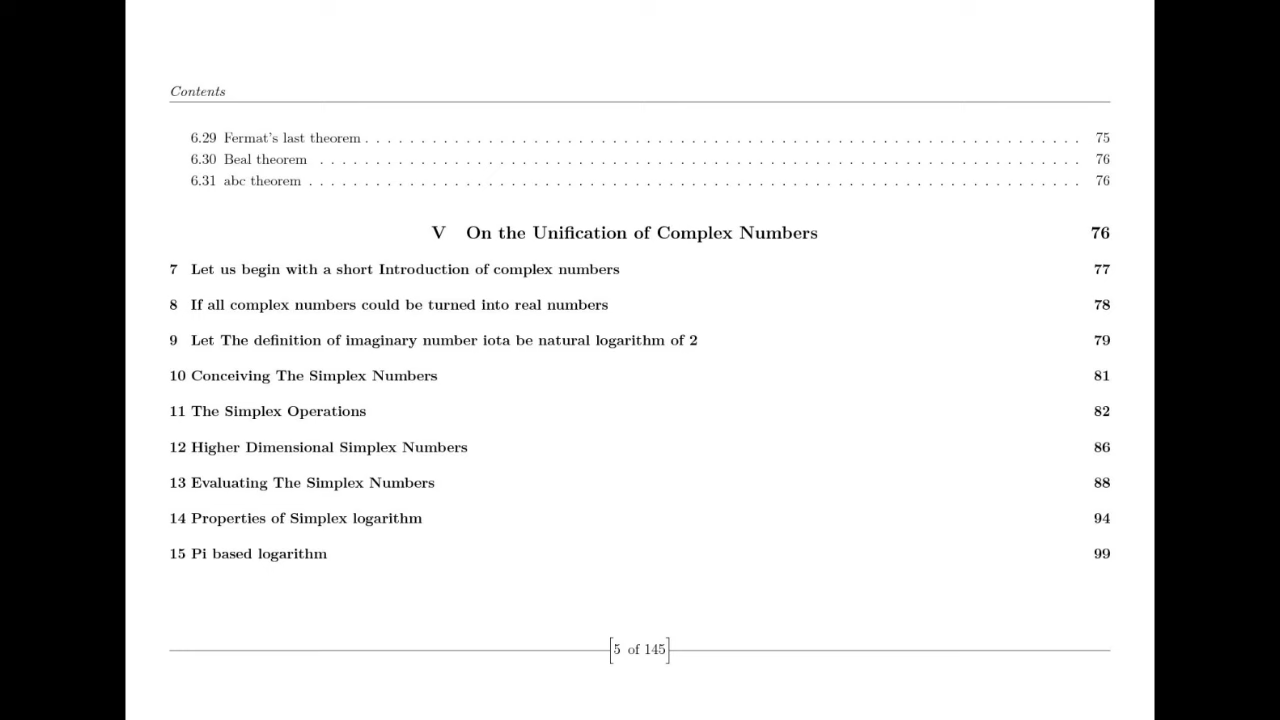 Contents
6.29 Fermat's last theorem . . . . . . . . . . . . . . . . . . . . . . . . . . . . . . . . . . . . . . . . . . . . . . . . . . . . . . . . . . . . . . . . . 75
6.30 Beal theorem . . . . . . . . . . . . . . . . . . . . . . . . . . . . . . . . . . . . . . . . . . . . . . . . . . . . . . . . . . . . . . . . . . . . . 76
6.31 abc theorem . . . . . . . . . . . . . . . . . . . . . . . . . . . . . . . . . . . . . . . . . . . . . . . . . . . . . . . . . . . . . . . . . . . . . . 76
V On the Unification of Complex Numbers 76
7 Let us begin with a short Introduction of complex numbers 77
8 If all complex numbers could be turned into real numbers 78
9 Let The definition of imaginary number iota be natural logarithm of 2 79
10 Conceiving The Simplex Numbers 81
11 The Simplex Operations 82
12 Higher Dimensional Simplex Numbers 86
13 Evaluating The Simplex Numbers 88
14 Properties of Simplex logarithm 94
15 Pi based logarithm 99
[5 of 145]